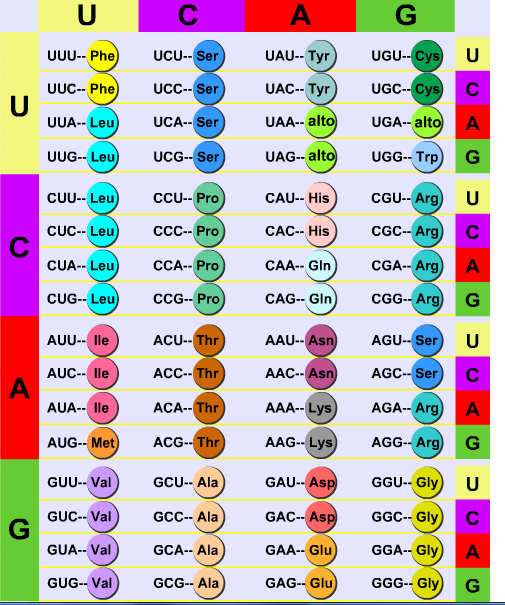 U C A G
U
UUU-- Phe UCU-- Ser UAU-- Tyr UGU-- Cys U
UUC-- Phe UCC-- Ser UAC-- Tyr UGC-- Cys C
UUA-- Leu UCA-- Ser UAA-- alto UGA-- alto A
UUG-- Leu UCG-- Ser UAG-- alto UGG-- Trp G
C
CUU-- Leu CCU-- Pro CAU-- His CGU-- Arg U
CUC-- Leu CCC-- Pro CAC-- His CGC-- Arg C
CUA-- Leu CCA-- Pro CAA-- Gln CGA-- Arg A
CUG-- Leu CCG-- Pro CAG-- Gln CGG-- Arg G
A
AUU-- Ile ACU-- Thr AAU-- Asn AGU-- Ser U
AUC-- Ile ACC-- Thr AAC-- Asn AGC-- Ser C
AUA-- Ile ACA-- Thr AAA-- Lys AGA-- Arg A
AUG-- Met ACG-- Thr AAG-- Lys AGG-- Arg G
G
GUU-- Val GCU-- Ala GAU-- Asp GGU-- Gly U
GUC-- Val GCC-- Ala GAC-- Asp GGC-- Gly C
GUA-- Val GCA-- Ala GAA-- Glu GGA-- Gly A
GUG-- Val GCG-- Ala GAG-- Glu GGG-- Gly G